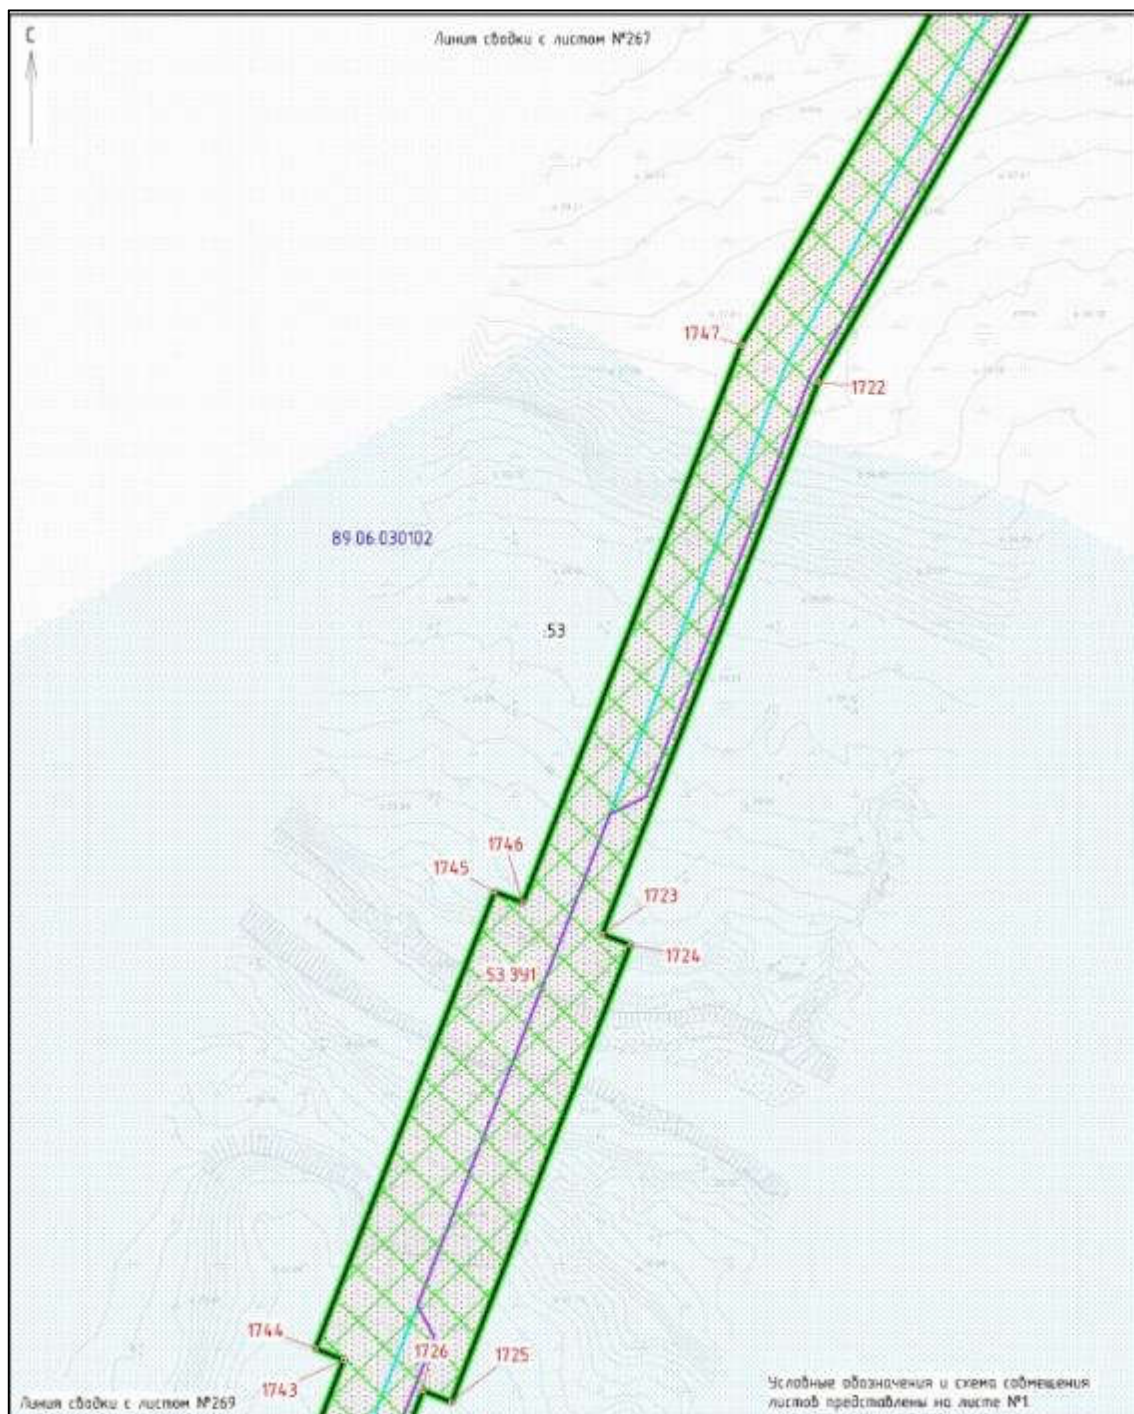 С
Линия сводки с листом №267
1747
1722
89 06 030102
:53
1746
1745
1723
1724
53 391
1744
1726
1725
1743
Линия сводки с листом №269
Условные обозначения и схема совмещения
листов представлены на листе №1